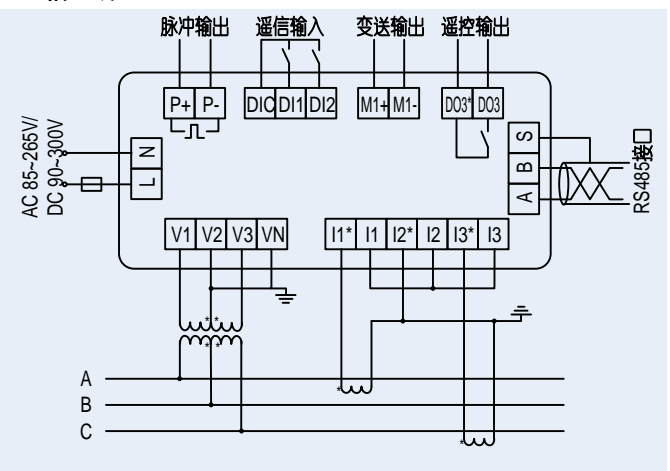 脉冲输出 遥信输入 变送输出 遥控输出
P+ P- DIC DI1 DI2 M1+ M1- DO3* DO3
AC 85~265V/
DC 90~300V
N
L
S
B
A
RS485接口
V1 V2 V3 VN I1* I1 I2* I2 I3* I3
* *
* *
A
*
B
C
*